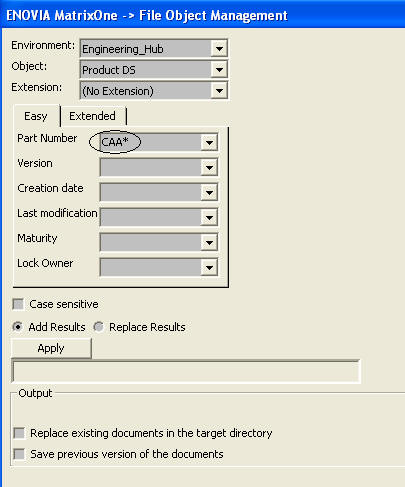 ENOVIA MatrixOne -> File Object Management
Environment: Engineering_Hub
Object: Product DS
Extension: (No Extension)
Easy Extended
Part Number CAA*
Version
Creation date
Last modification
Maturity
Lock Owner
Case sensitive
Add Results Replace Results
Apply
Output
Replace existing documents in the target directory
Save previous version of the documents